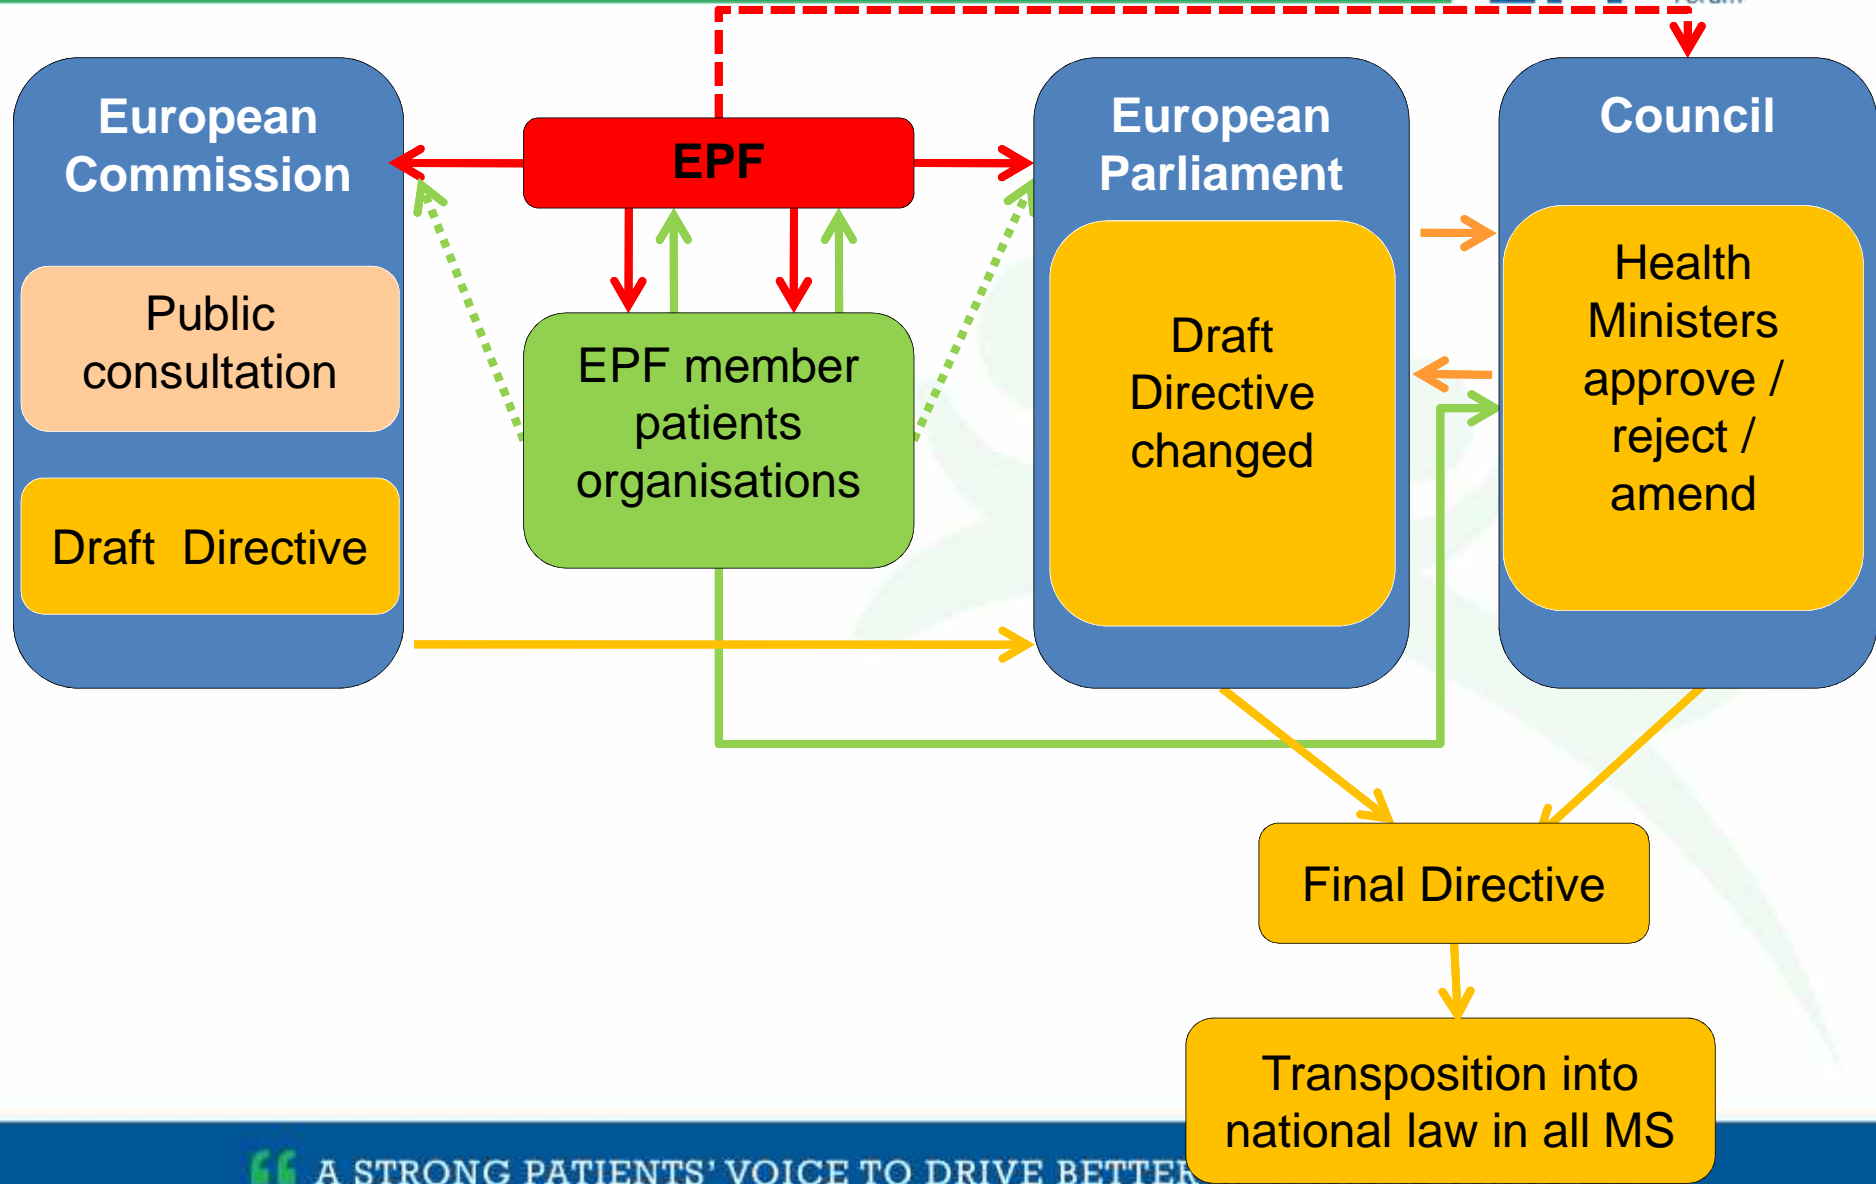 European
Commission
Public
consultation
Draft Directive
EPF
EPF member
patients
organisations
European
Parliament
Draft
Directive
changed
Council
Health
Ministers
approve /
reject /
amend
Final Directive
Transposition into
national law in all MS
“ A STRONG PATIENTS’ VOICE TO DRIVE BETTER